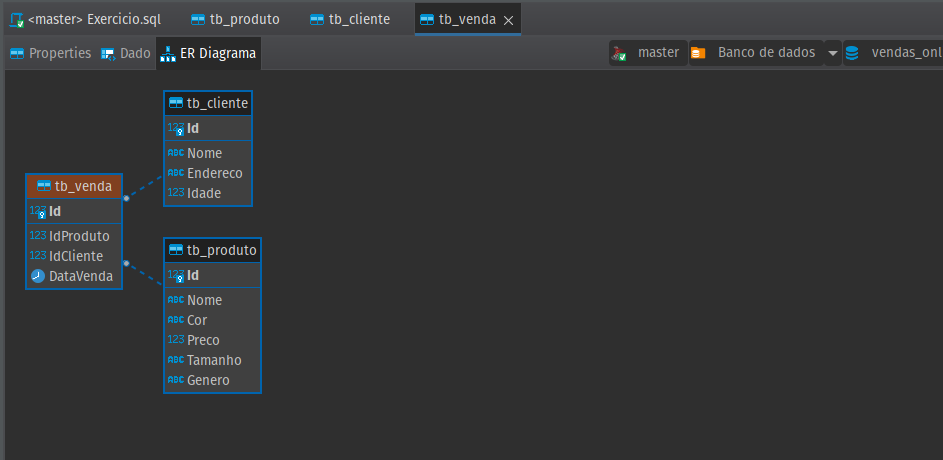 <master> Exercicio.sql tb_produto tb_cliente tb_venda
Properties Dado ER Diagrama master Banco de dados vendas_onl
tb_cliente
123 Id
ABC Nome
ABC Endereco
123 Idade
tb_venda
123 Id
123 IdProduto
123 IdCliente
DataVenda
tb_produto
123 Id
ABC Nome
ABC Cor
123 Preco
ABC Tamanho
ABC Genero